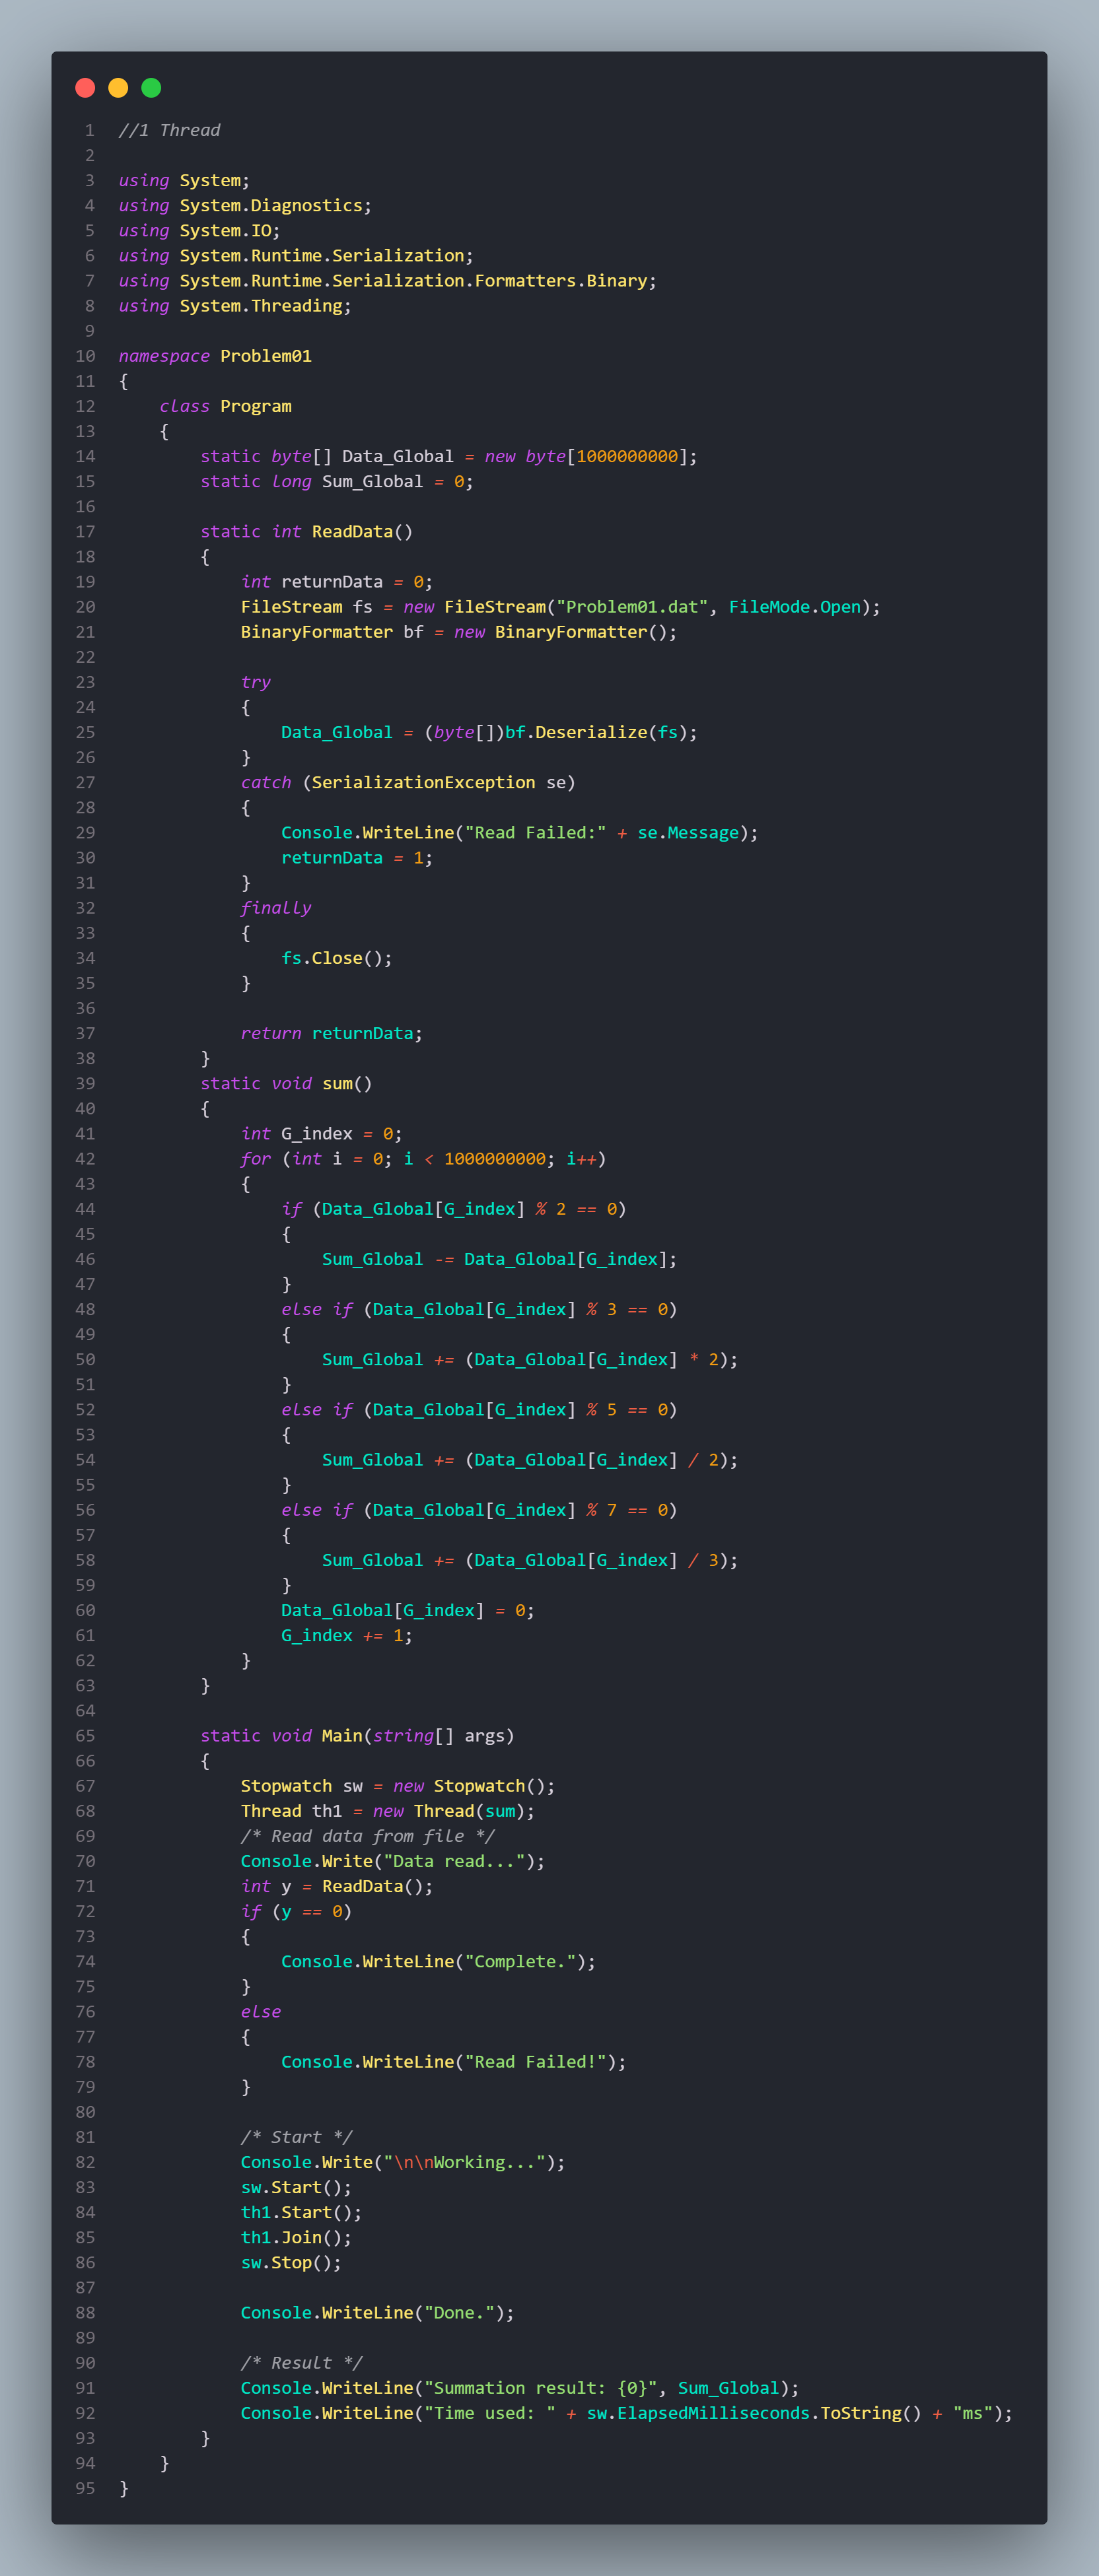 1 //1 Thread
2
3 using System;
4 using System.Diagnostics;
5 using System.IO;
6 using System.Runtime.Serialization;
7 using System.Runtime.Serialization.Formatters.Binary;
8 using System.Threading;
9
10 namespace Problem01
11 {
12     class Program
13     {
14         static byte[] Data_Global = new byte[1000000000];
15         static long Sum_Global = 0;
16
17         static int ReadData()
18         {
19             int returnData = 0;
20             FileStream fs = new FileStream("Problem01.dat", FileMode.Open);
21             BinaryFormatter bf = new BinaryFormatter();
22
23             try
24             {
25                 Data_Global = (byte[])bf.Deserialize(fs);
26             }
27             catch (SerializationException se)
28             {
29                 Console.WriteLine("Read Failed:" + se.Message);
30                 returnData = 1;
31             }
32             finally
33             {
34                 fs.Close();
35             }
36
37             return returnData;
38         }
39         static void sum()
40         {
41             int G_index = 0;
42             for (int i = 0; i < 1000000000; i++)
43             {
44                 if (Data_Global[G_index] % 2 == 0)
45                 {
46                     Sum_Global -= Data_Global[G_index];
47                 }
48                 else if (Data_Global[G_index] % 3 == 0)
49                 {
50                     Sum_Global += (Data_Global[G_index] * 2);
51                 }
52                 else if (Data_Global[G_index] % 5 == 0)
53                 {
54                     Sum_Global += (Data_Global[G_index] / 2);
55                 }
56                 else if (Data_Global[G_index] % 7 == 0)
57                 {
58                     Sum_Global += (Data_Global[G_index] / 3);
59                 }
60                 Data_Global[G_index] = 0;
61                 G_index += 1;
62             }
63         }
64
65         static void Main(string[] args)
66         {
67             Stopwatch sw = new Stopwatch();
68             Thread th1 = new Thread(sum);
69             /* Read data from file */
70             Console.Write("Data read...");
71             int y = ReadData();
72             if (y == 0)
73             {
74                 Console.WriteLine("Complete.");
75             }
76             else
77             {
78                 Console.WriteLine("Read Failed!");
79             }
80
81             /* Start */
82             Console.Write("\n\nWorking...");
83             sw.Start();
84             th1.Start();
85             th1.Join();
86             sw.Stop();
87
88             Console.WriteLine("Done.");
89
90             /* Result */
91             Console.WriteLine("Summation result: {0}", Sum_Global);
92             Console.WriteLine("Time used: " + sw.ElapsedMilliseconds.ToString() + "ms");
93         }
94     }
95 }